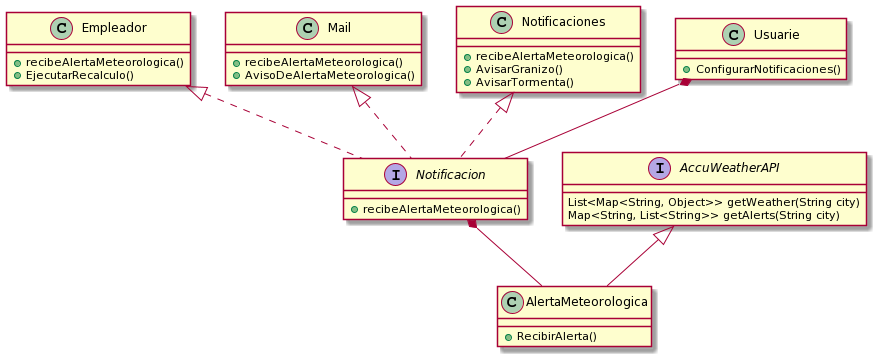 C Empleador
recibeAlertaMeteorologica()
EjecutarRecalculo()
C Mail
recibeAlertaMeteorologica()
AvisoDeAlertaMeteorologica()
C Notificaciones
recibeAlertaMeteorologica()
AvisarGranizo()
AvisarTormenta()
C Usuarie
ConfigurarNotificaciones()
I Notificacion
recibeAlertaMeteorologica()
I AccuWeatherAPI
List<Map<String, Object>> getWeather(String city)
Map<String, List<String>> getAlerts(String city)
C AlertaMeteorologica
RecibirAlerta()